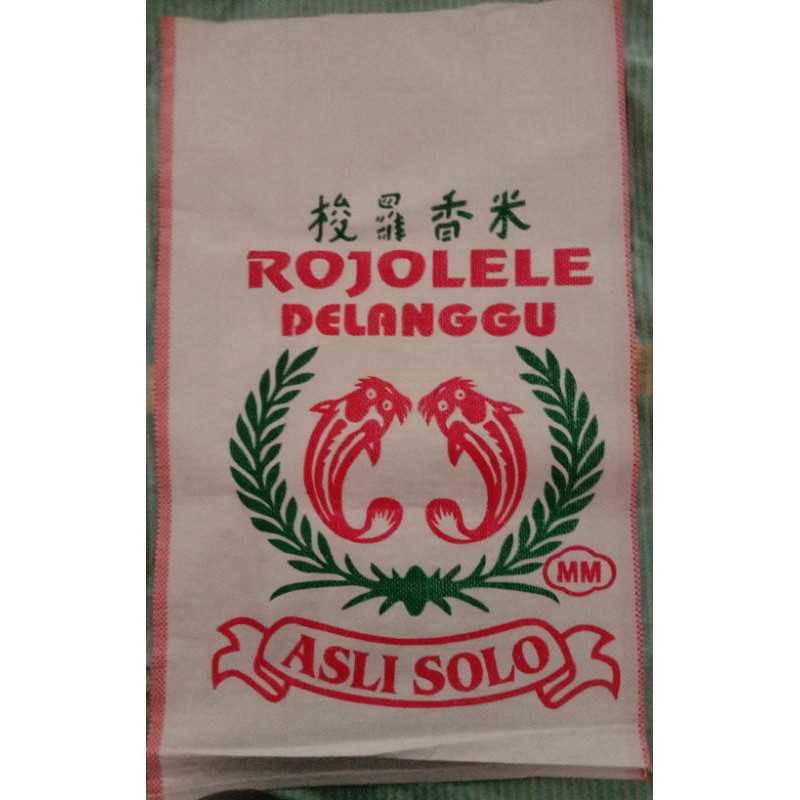 梭羅香米
ROJOLELE
DELANGGU
MM
ASLI SOLO